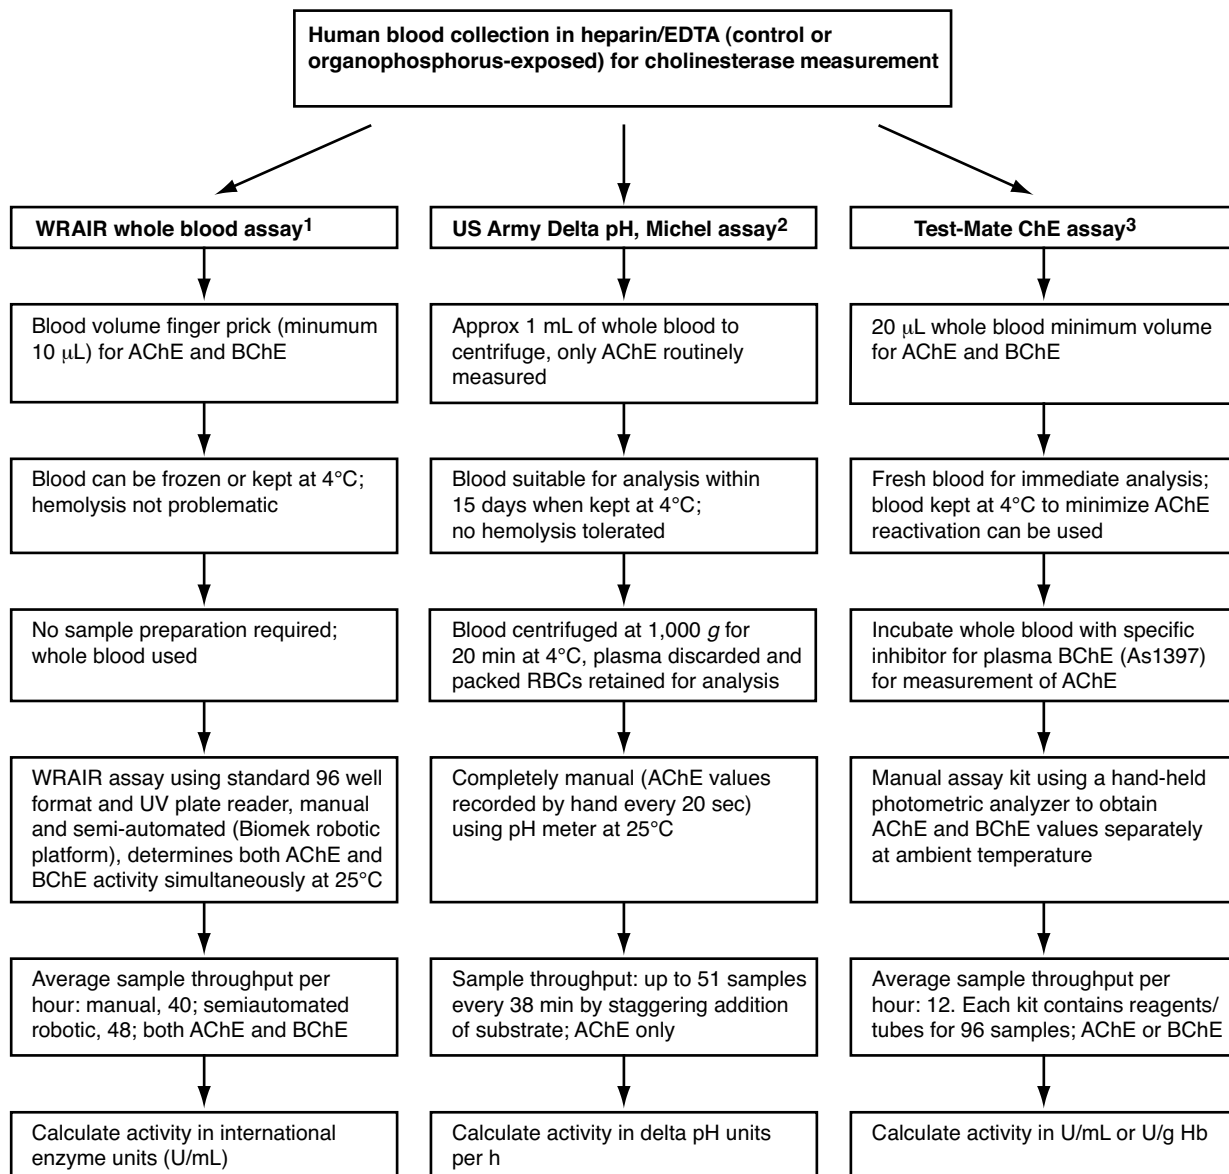 Human blood collection in heparin/EDTA (control or
organophosphorus-exposed) for cholinesterase measurement
WRAIR whole blood assay1
Blood volume finger prick (minumum
10 μL) for AChE and BChE
Blood can be frozen or kept at 4°C;
hemolysis not problematic
No sample preparation required;
whole blood used
WRAIR assay using standard 96 well
format and UV plate reader, manual
and semi-automated (Biomek robotic
platform), determines both AChE and
BChE activity simultaneously at 25°C
Average sample throughput per
hour: manual, 40; semiautomated
robotic, 48; both AChE and BChE
Calculate activity in international
enzyme units (U/mL)
US Army Delta pH, Michel assay2
Approx 1 mL of whole blood to
centrifuge, only AChE routinely
measured
Blood suitable for analysis within
15 days when kept at 4°C;
no hemolysis tolerated
Blood centrifuged at 1,000 g for
20 min at 4°C, plasma discarded and
packed RBCs retained for analysis
Completely manual (AChE values
recorded by hand every 20 sec)
using pH meter at 25°C
Sample throughput: up to 51 samples
every 38 min by staggering addition
of substrate; AChE only
Calculate activity in delta pH units
per h
Test-Mate ChE assay3
20 μL whole blood minimum volume
for AChE and BChE
Fresh blood for immediate analysis;
blood kept at 4°C to minimize AChE
reactivation can be used
Incubate whole blood with specific
inhibitor for plasma BChE (As1397)
for measurement of AChE
Manual assay kit using a hand-held
photometric analyzer to obtain
AChE and BChE values separately
at ambient temperature
Average sample throughput per
hour: 12. Each kit contains reagents/
tubes for 96 samples; AChE or BChE
Calculate activity in U/mL or U/g Hb